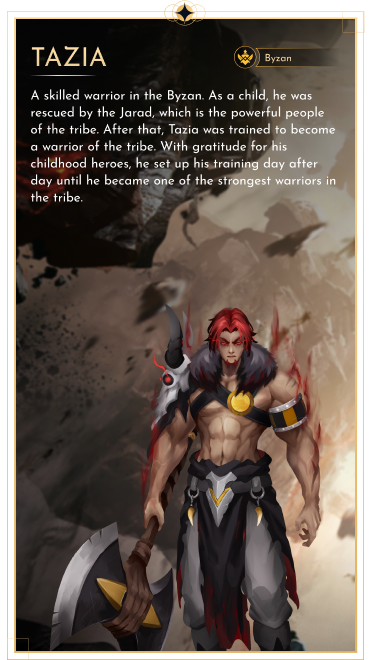 TAZIA
Byzan
A skilled warrior in the Byzan. As a child, he was
rescued by the Jarad, which is the powerful people
of the tribe. After that, Tazia was trained to become
a warrior of the tribe. With gratitude for his
childhood heroes, he set up his training day after
day until he became one of the strongest warriors in
the tribe.